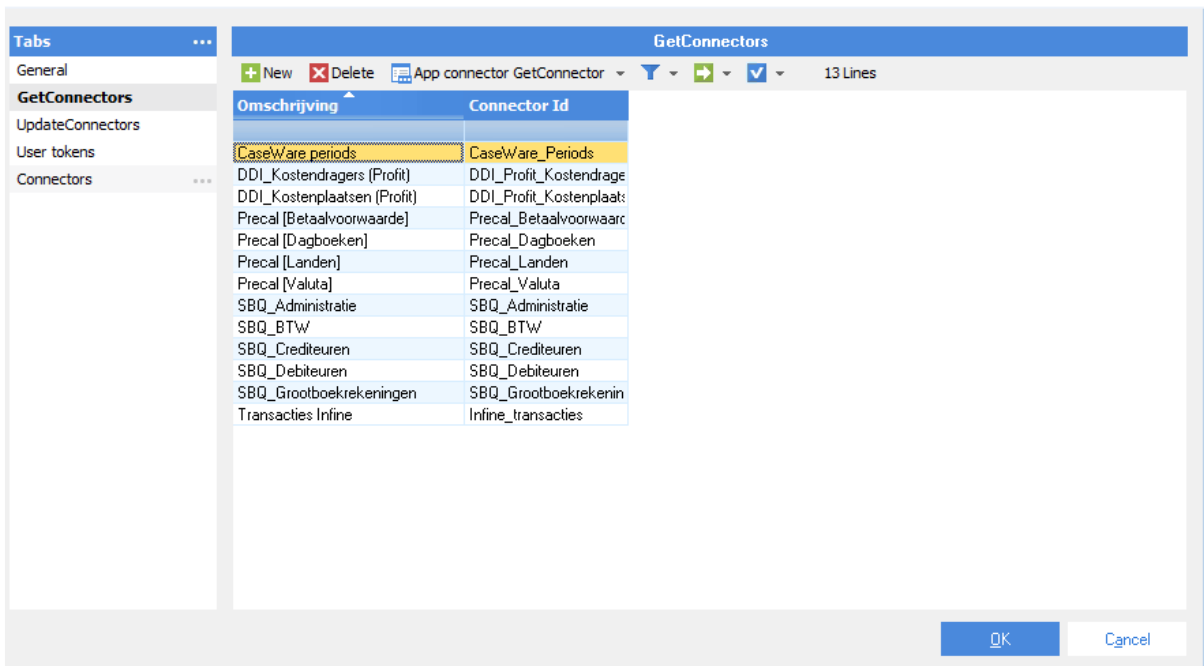 Tabs
General
GetConnectors
UpdateConnectors
User tokens
Connectors
GetConnectors
New Delete App connector GetConnector 13 Lines
Omschrijving Connector Id
CaseWare periods CaseWare_Periods
DDI_Kostendragers (Profit) DDI_Profit_Kostendrage
DDI_Kostenplaatsen (Profit) DDI_Profit_Kostenplaats
Precal [Betaalvoorwaarde] Precal_Betaalvoorwaarc
Precal [Dagboeken] Precal_Dagboeken
Precal [Landen] Precal_Landen
Precal [Valuta] Precal_Valuta
SBQ_Administratie SBQ_Administratie
SBQ_BTW SBQ_BTW
SBQ_Crediteuren SBQ_Crediteuren
SBQ_Debiteuren SBQ_Debiteuren
SBQ_Grootboekrekeningen SBQ_Grootboekrekenin
Transacties Infine Infine_transacties
OK Cancel